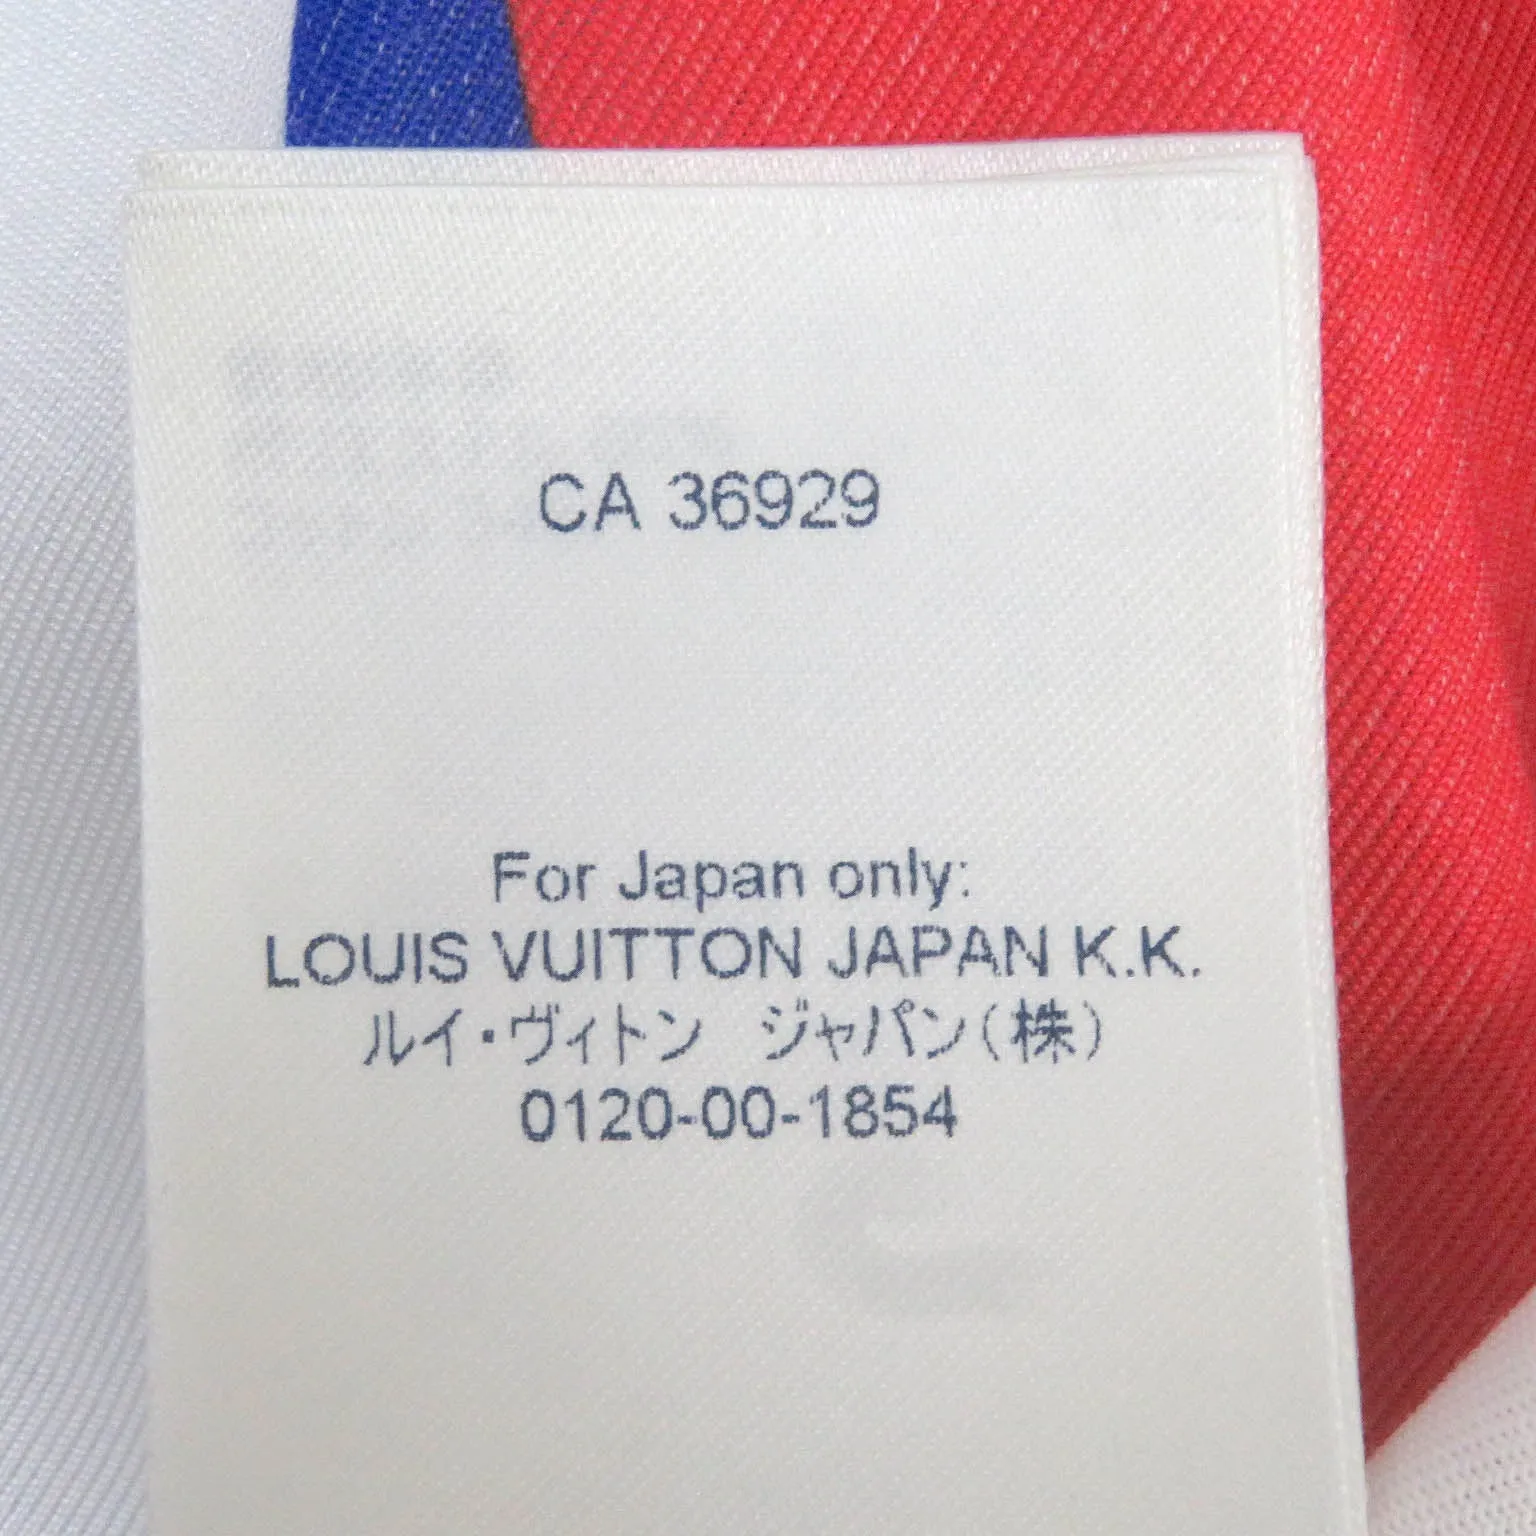 CA 36929
For Japan only:
LOUIS VUITTON JAPAN K.K.
ルイ・ヴィトン　ジャパン(株)
0120-00-1854